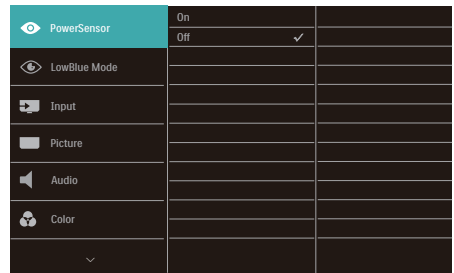 PowerSensor
On
Off
LowBlue Mode
Input
Picture
Audio
Color